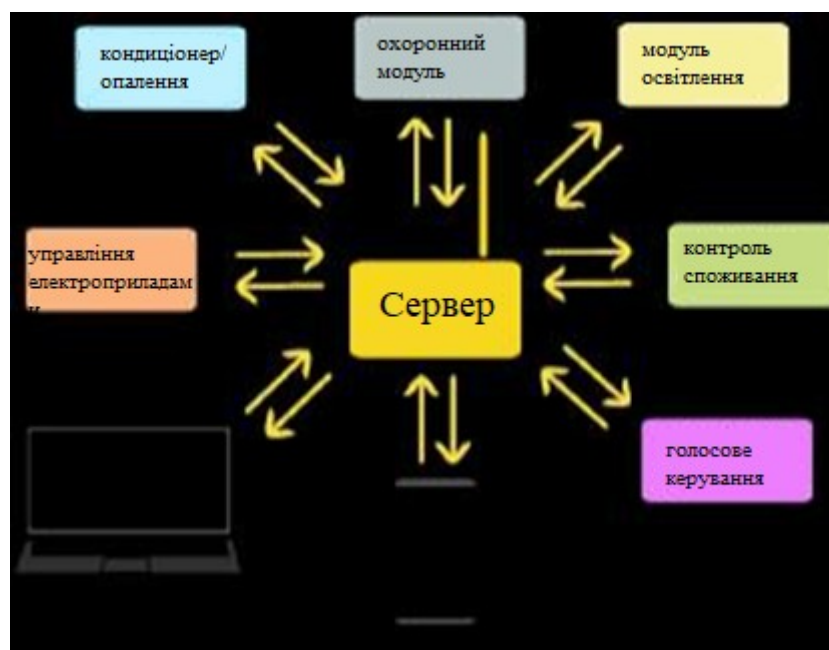 кондиціонер/
опалення
охоронний
модуль
модуль
освітлення
управління
електроприладам
и
контроль
споживання
Сервер
голосове
керування